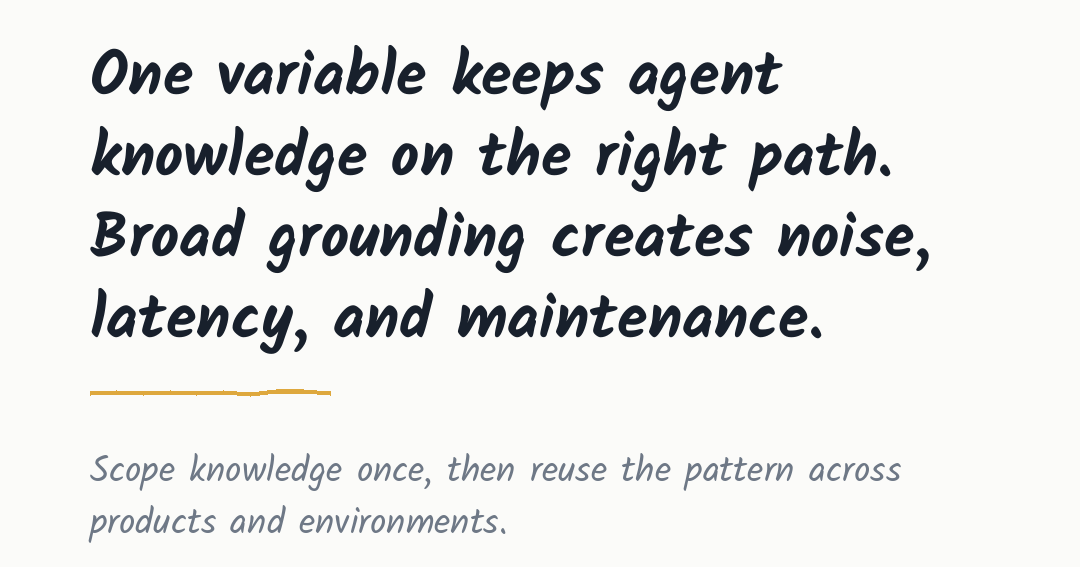 One variable keeps agent
knowledge on the right path.
Broad grounding creates noise,
latency, and maintenance.
Scope knowledge once, then reuse the pattern across
products and environments.